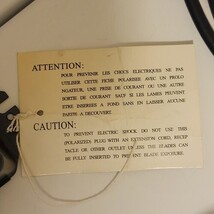 ATTENTION:
POUR PREVENIR LES CHOCS ELECTRIQUES NE PAS
UTILISER CETTE FICHE POLARISEE AVEC UN PROLO
NGATEUR, UNE PRISE DE COURANT OU UNE AUTRE
SORTIE DE COURANT SAUF SI LES LAMES PEUVENT
ETRE INSEREES A FOND SANS EN LAISSER AUCUNE
PARTIE A DECOUVERT.
CAUTION:
TO PREVENT ELECTRIC SHOCK DO NOT USE THIS
(POLARIZED) PLUG WITH AN EXTENSION CORD, RECEP
TACLE OR OTHER OUTLET UNLESS THE BLADES CAN
BE FULLY INSERTED TO PREVENT BLADE EXPOSURE.